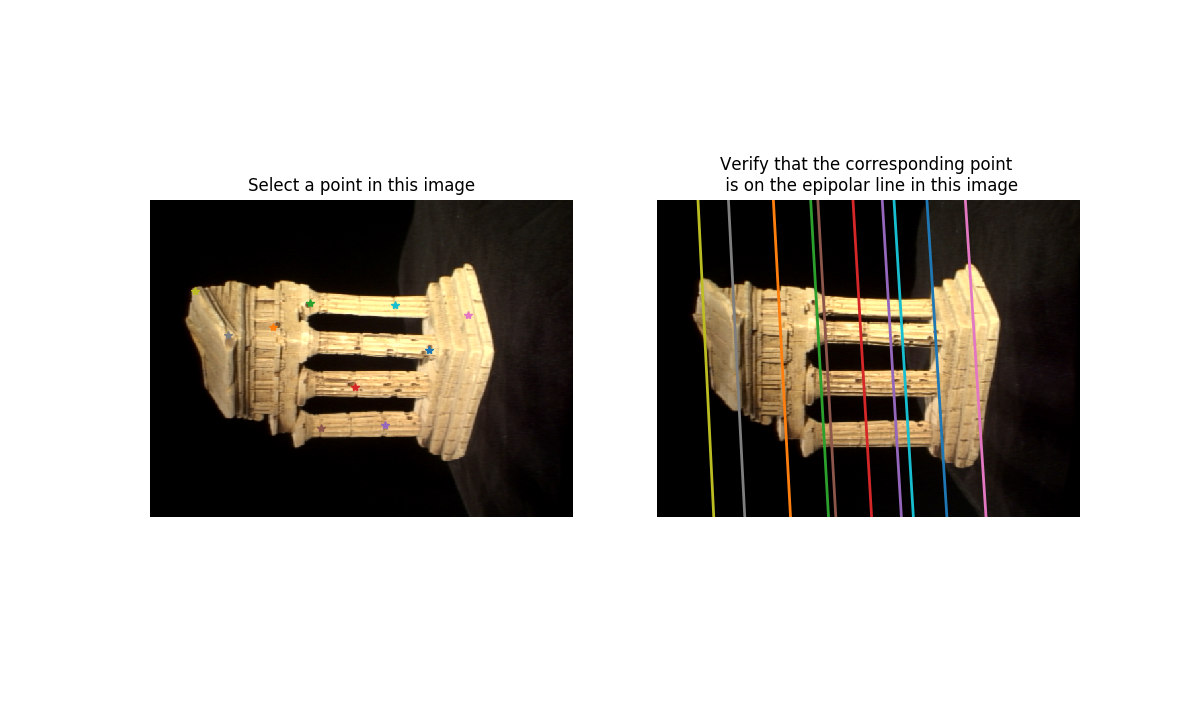 Select a point in this image
Verify that the corresponding point
is on the epipolar line in this image